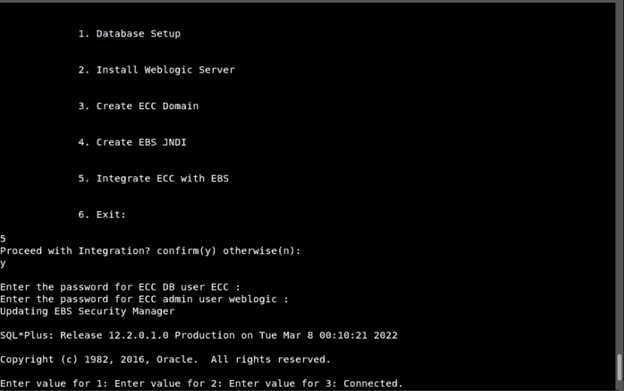 1. Database Setup
2. Install Weblogic Server
3. Create ECC Domain
4. Create EBS JNDI
5. Integrate ECC with EBS
6. Exit:
5
Proceed with Integration? confirm(y) otherwise(n):
y
Enter the password for ECC DB user ECC :
Enter the password for ECC admin user weblogic :
Updating EBS Security Manager
SQL*Plus: Release 12.2.0.1.0 Production on Tue Mar 8 00:10:21 2022
Copyright (c) 1982, 2016, Oracle.  All rights reserved.
Enter value for 1: Enter value for 2: Enter value for 3: Connected.